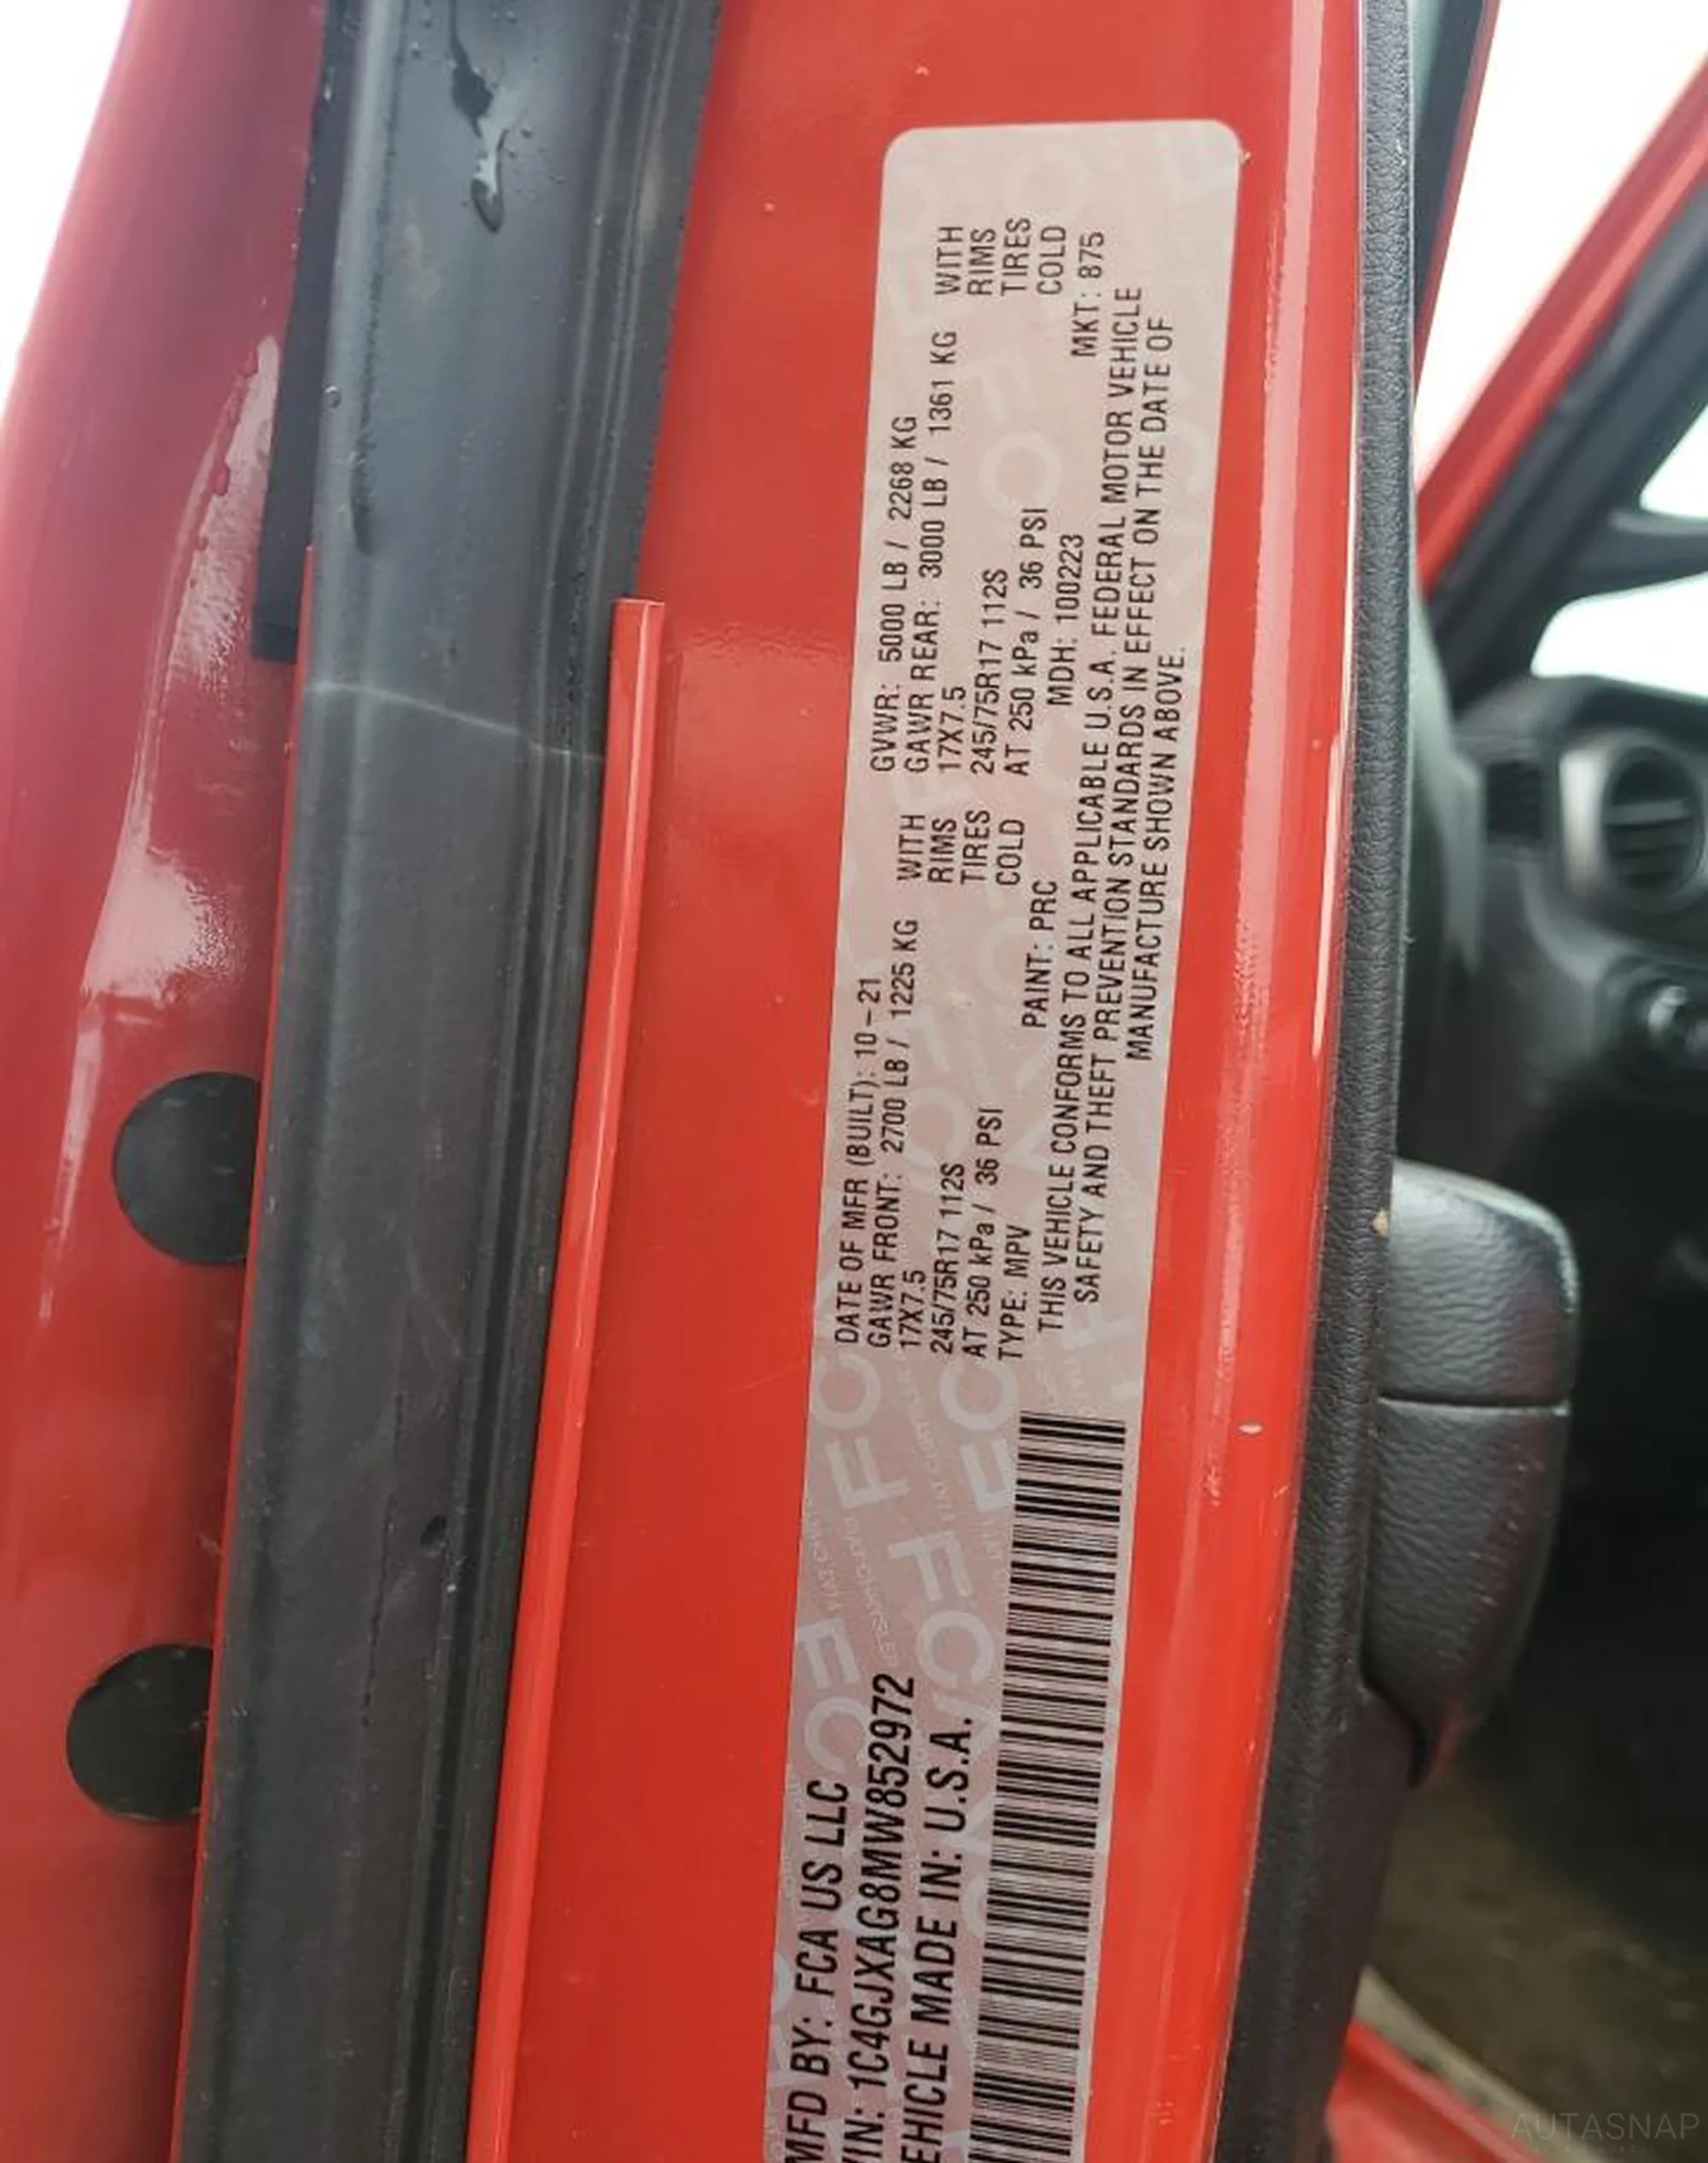 MFD BY: FCA US LLC
VIN: 1C4GJXAG8MW852972
EHICLE MADE IN: U.S.A.
DATE OF MFR (BUILT): 10-21
GAWR FRONT: 2700 LB / 1225 KG WITH
17X7.5 RIMS
245/75R17 112S TIRES
AT 250 kPa / 36 PSI COLD
TYPE: MPV PAINT: PRC
GVWR: 5000 LB / 2268 KG
GAWR REAR: 3000 LB / 1361 KG WITH
17X7.5 RIMS
245/75R17 112S TIRES
AT 250 kPa / 36 PSI COLD
MDH: 100223 MKT: 875
THIS VEHICLE CONFORMS TO ALL APPLICABLE U.S.A. FEDERAL MOTOR VEHICLE
SAFETY AND THEFT PREVENTION STANDARDS IN EFFECT ON THE DATE OF
MANUFACTURE SHOWN ABOVE.
AUTASNAP